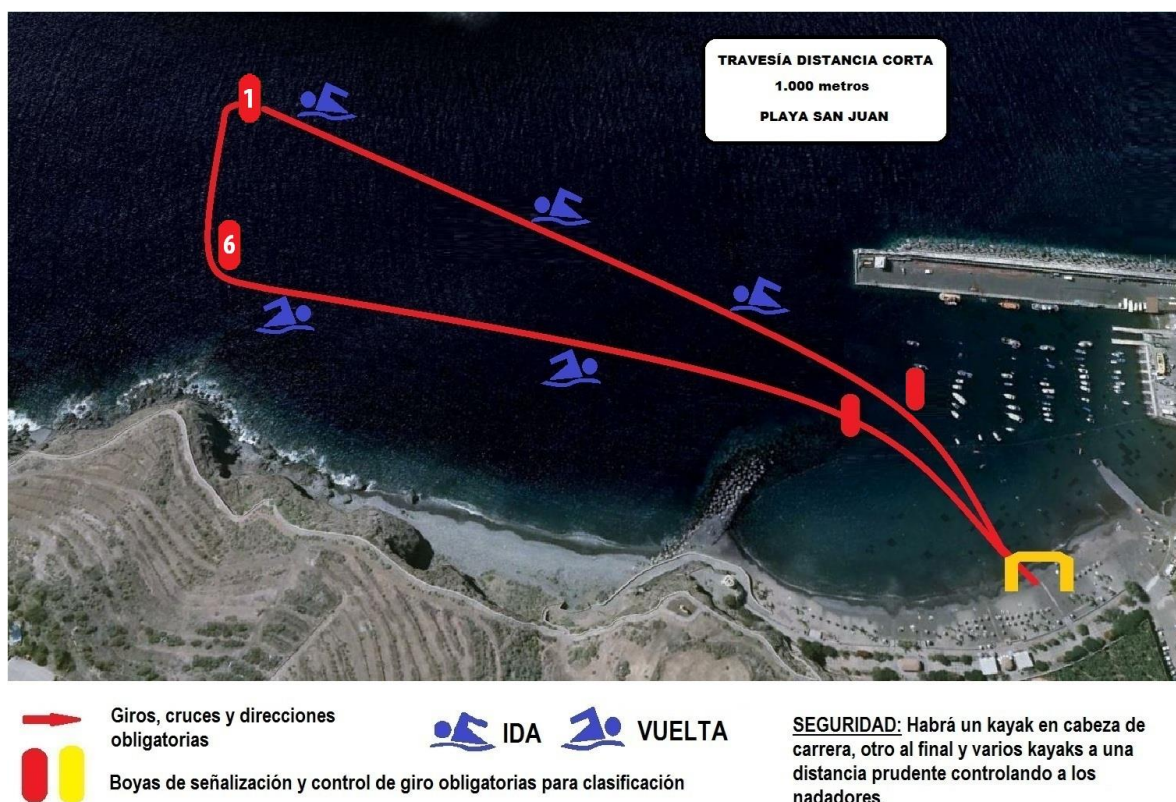 TRAVESÍA DISTANCIA CORTA
1.000 metros
PLAYA SAN JUAN
1
6
Giros, cruces y direcciones
obligatorias
IDA
VUELTA
Boyas de señalización y control de giro obligatorias para clasificación
SEGURIDAD: Habrá un kayak en cabeza de
carrera, otro al final y varios kayaks a una
distancia prudente controlando a los
nadadores